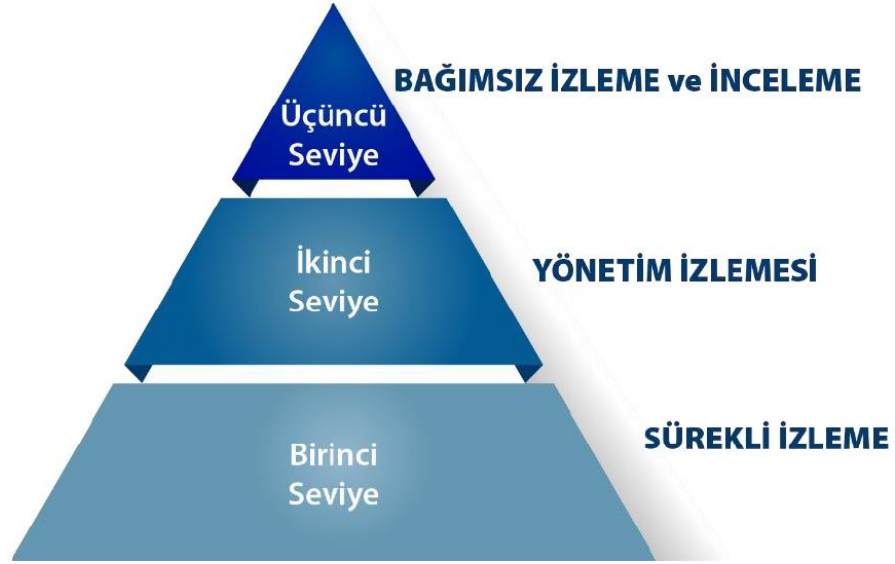 BAĞIMSIZ İZLEME ve İNCELEME
Üçüncü
Seviye
YÖNETİM İZLEMESİ
İkinci
Seviye
SÜREKLİ İZLEME
Birinci
Seviye